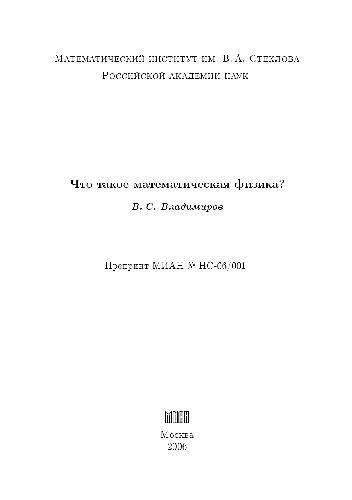 Математический институт им. В. А. Стеклова
Российской академии наук
Что такое математическая физика?
В. С. Владимиров
Препринт МИАН № НС-06/001
Москва
2006